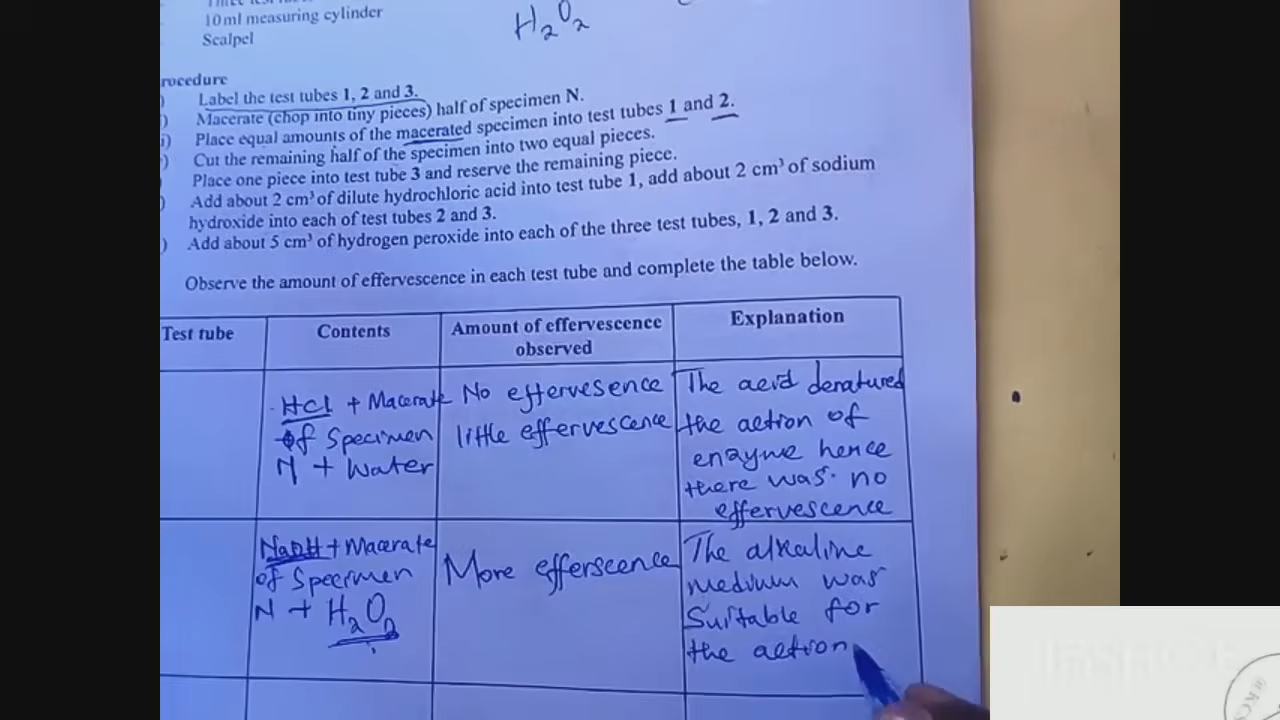 10ml measuring cylinder
Scalpel
H₂O₂
rocedure
Label the test tubes 1, 2 and 3.
Macerate (chop into tiny pieces) half of specimen N.
Place equal amounts of the macerated specimen into test tubes 1 and 2.
Cut the remaining half of the specimen into two equal pieces.
Place one piece into test tube 3 and reserve the remaining piece.
Add about 2 cm³ of dilute hydrochloric acid into test tube 1, add about 2 cm³ of sodium
hydroxide into each of test tubes 2 and 3.
Add about 5 cm³ of hydrogen peroxide into each of the three test tubes, 1, 2 and 3.
Observe the amount of effervescence in each test tube and complete the table below.
Test tube
Contents
Amount of effervescence
observed
Explanation
HCl + Macerate
of Specimen
N + Water
No effervesence
little effervescence
The acid denatured
the action of
enzyme hence
there was no
effervescence
NaOH + Macerate
of Specimen
N + H₂O₂
More efferscence
The alkaline
medium was
Suitable for
the action